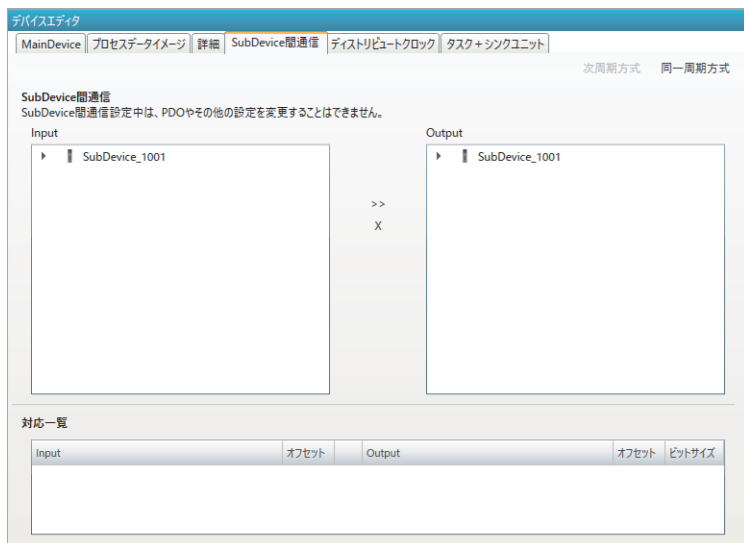 デバイスエディタ
MainDevice プロセスデータイメージ 詳細 SubDevice間通信 ディストリビュートクロック タスク+シンクユニット
次周期方式 同一周期方式
SubDevice間通信
SubDevice間通信設定中は、PDOやその他の設定を変更することはできません。
Input Output
SubDevice_1001 SubDevice_1001
>>
X
対応一覧
Input オフセット Output オフセット ビットサイズ